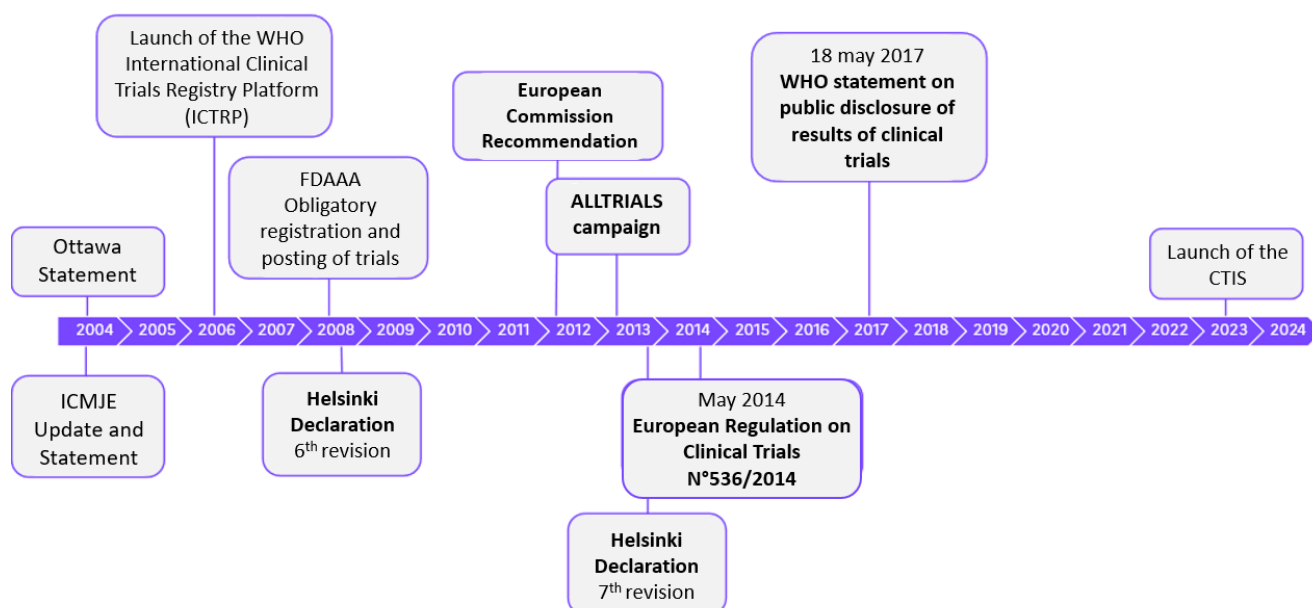 Launch of the WHO
International Clinical
Trials Registry Platform
(ICTRP)
18 may 2017
WHO statement on
public disclosure of
results of clinical
trials
European
Commission
Recommendation
FDAAA
Obligatory
registration and
posting of trials
ALLTRIALS
campaign
Ottawa
Statement
Launch of the
CTIS
2004 2005 2006 2007 2008 2009 2010 2011 2012 2013 2014 2015 2016 2017 2018 2019 2020 2021 2022 2023 2024
ICMJE
Update and
Statement
Helsinki
Declaration
6th revision
May 2014
European Regulation on
Clinical Trials
N°536/2014
Helsinki
Declaration
7th revision